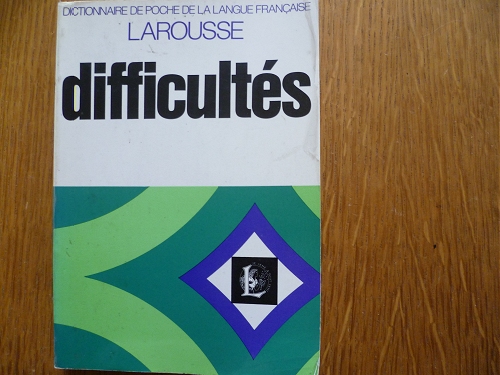 DICTIONNAIRE DE POCHE DE LA LANGUE FRANÇAISE
LAROUSSE
difficultés
L